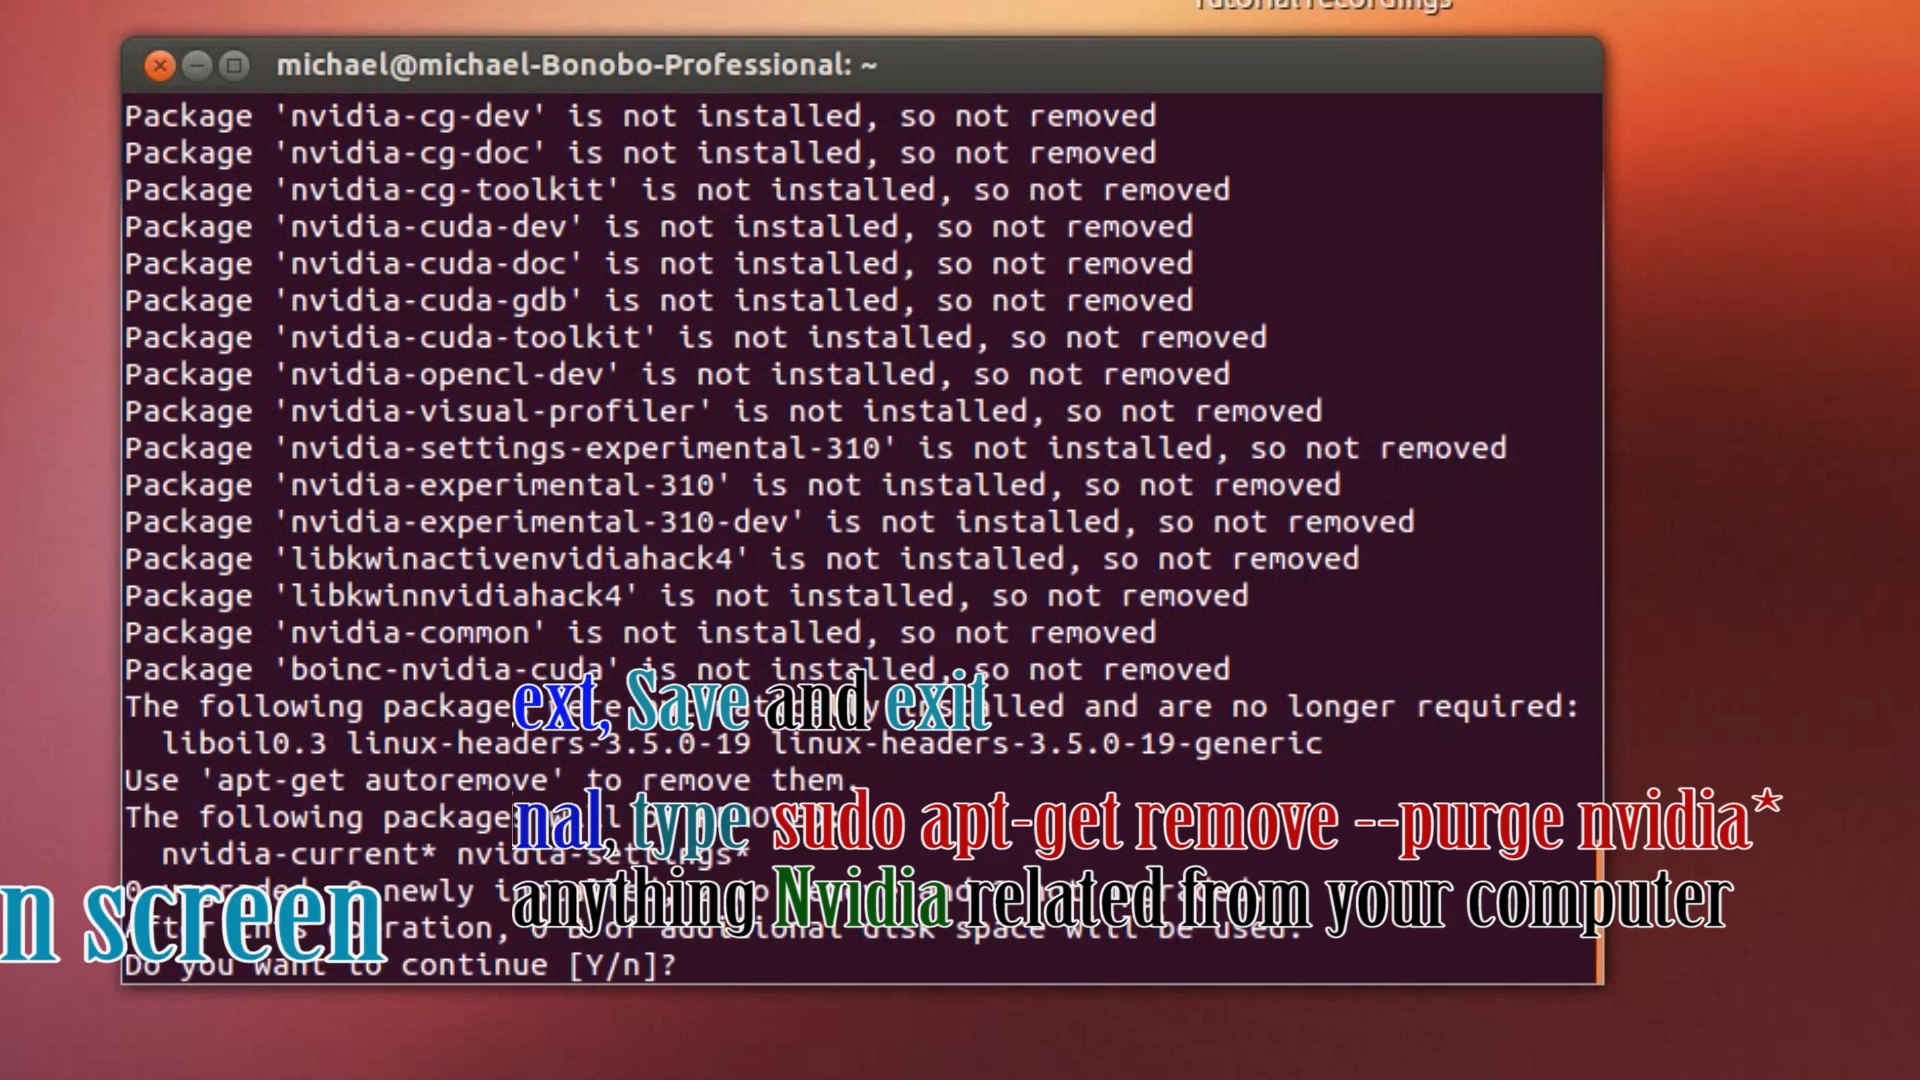 Tutorial recordings
michael@michael-Bonobo-Professional: ~
Package 'nvidia-cg-dev' is not installed, so not removed
Package 'nvidia-cg-doc' is not installed, so not removed
Package 'nvidia-cg-toolkit' is not installed, so not removed
Package 'nvidia-cuda-dev' is not installed, so not removed
Package 'nvidia-cuda-doc' is not installed, so not removed
Package 'nvidia-cuda-gdb' is not installed, so not removed
Package 'nvidia-cuda-toolkit' is not installed, so not removed
Package 'nvidia-opencl-dev' is not installed, so not removed
Package 'nvidia-visual-profiler' is not installed, so not removed
Package 'nvidia-settings-experimental-310' is not installed, so not removed
Package 'nvidia-experimental-310' is not installed, so not removed
Package 'nvidia-experimental-310-dev' is not installed, so not removed
Package 'libkwinactivenvidiahack4' is not installed, so not removed
Package 'libkwinnvidiahack4' is not installed, so not removed
Package 'nvidia-common' is not installed, so not removed
Package 'boinc-nvidia-cuda' is not installed, so not removed
The following package lled and are no longer required:
ext, Save and exit
liboil0.3 linux-headers-3.5.0-19 linux-headers-3.5.0-19-generic
Use 'apt-get autoremove' to remove them.
The following package
nal, type sudo apt-get remove --purge nvidia*
nvidia-current* nvidia-settings*
newly
anything Nvidia related from your computer
n screen
ration, disk space will be used.
Do you want to continue [Y/n]?